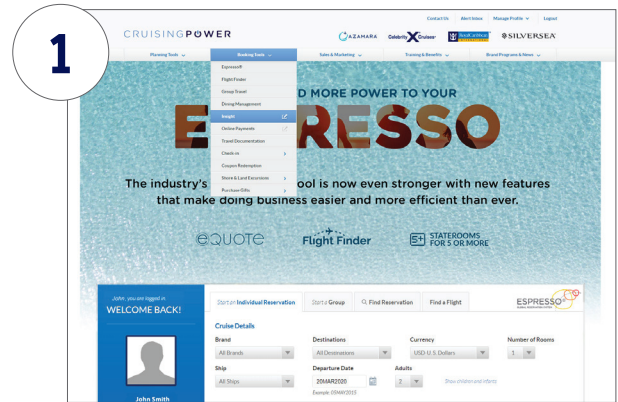 1
Contact Us Alert Inbox Manage Profile Logout
CRUISINGPOWER
AZAMARA Celebrity X Cruises® Royal Caribbean SILVERSEA
Planning Tools Booking Tools Sales & Marketing Training & Benefits Brand Programs & News
Espresso®
Flight Finder
Group Travel
Dining Management
Insight
Online Payments
Travel Documentation
Check-in
Coupon Redemption
Shore & Land Excursions
Purchase Gifts
D MORE POWER TO YOUR
E RESSO
The industry's ool is now even stronger with new features
that make doing business easier and more efficient than ever.
eQUOTE Flight Finder 5+ STATEROOMS
FOR 5 OR MORE
John, you are logged in.
WELCOME BACK!
John Smith
Start an Individual Reservation Start a Group Find Reservation Find a Flight ESPRESSO
Cruise Details
Brand Destinations Currency Number of Rooms
All Brands All Destinations USD-U.S. Dollars 1
Ship Departure Date Adults
All Ships 20MAR2020 2 Show children and infants
Example: 03MAY2015